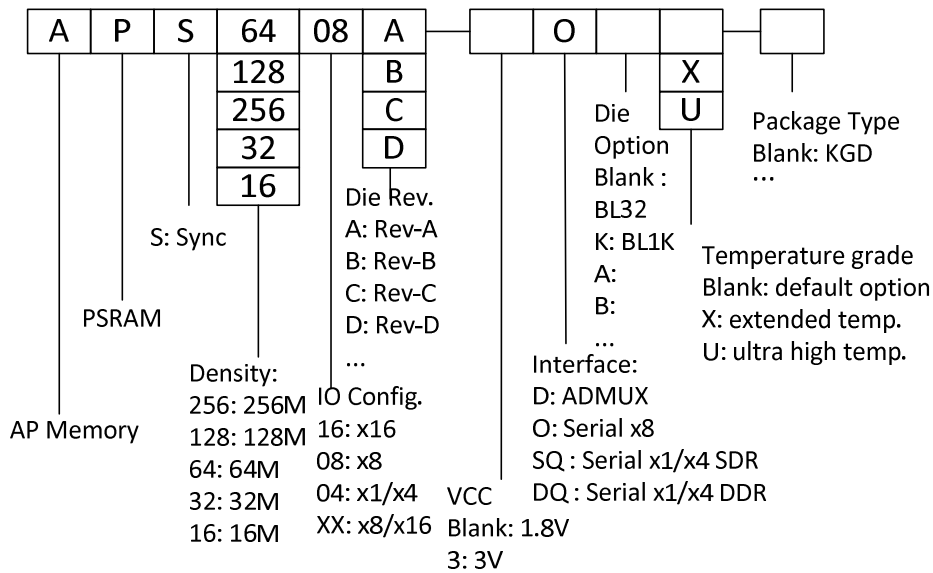 A P S 64 08 A O
128 B X
256 C U
32 D
16
S: Sync
PSRAM
AP Memory
Density:
256: 256M
128: 128M
64: 64M
32: 32M
16: 16M
Die Rev.
A: Rev-A
B: Rev-B
C: Rev-C
D: Rev-D
...
IO Config.
16: x16
08: x8
04: x1/x4
XX: x8/x16
VCC
Blank: 1.8V
3: 3V
Interface:
D: ADMUX
O: Serial x8
SQ : Serial x1/x4 SDR
DQ : Serial x1/x4 DDR
Die
Option
Blank :
BL32
K: BL1K
A:
B:
...
Temperature grade
Blank: default option
X: extended temp.
U: ultra high temp.
Package Type
Blank: KGD
...